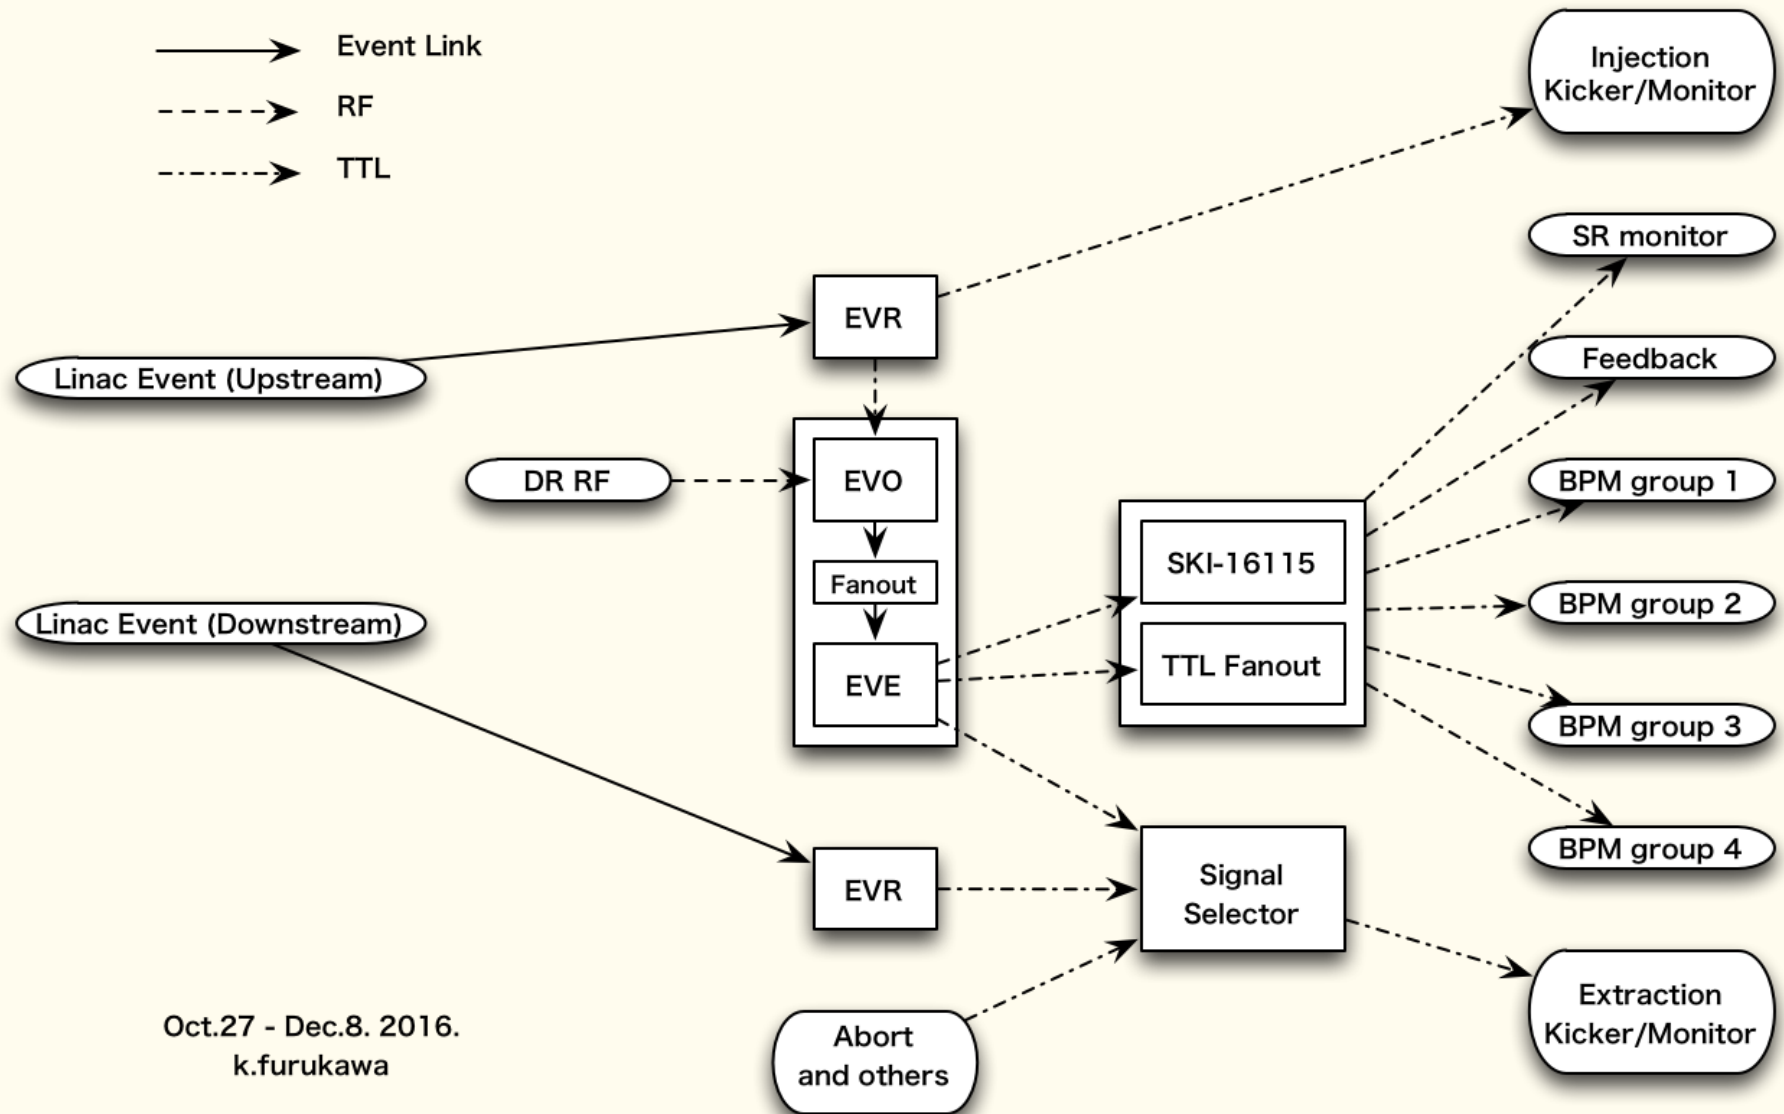 Event Link
RF
TTL
Injection
Kicker/Monitor
SR monitor
EVR
Feedback
Linac Event (Upstream)
DR RF
EVO
BPM group 1
SKI-16115
Fanout
BPM group 2
Linac Event (Downstream)
TTL Fanout
EVE
BPM group 3
BPM group 4
EVR
Signal
Selector
Extraction
Kicker/Monitor
Abort
and others
Oct.27 - Dec.8. 2016.
k.furukawa